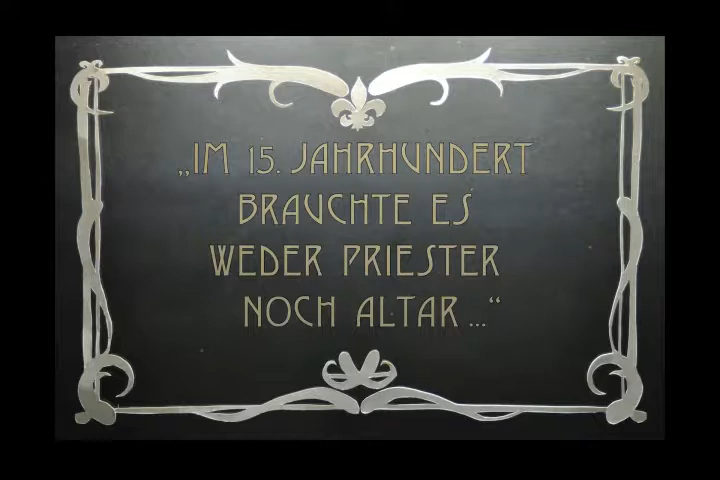 „IM 15. JAHRHUNDERT
BRAUCHTE ES
WEDER PRIESTER
NOCH ALTAR ...“